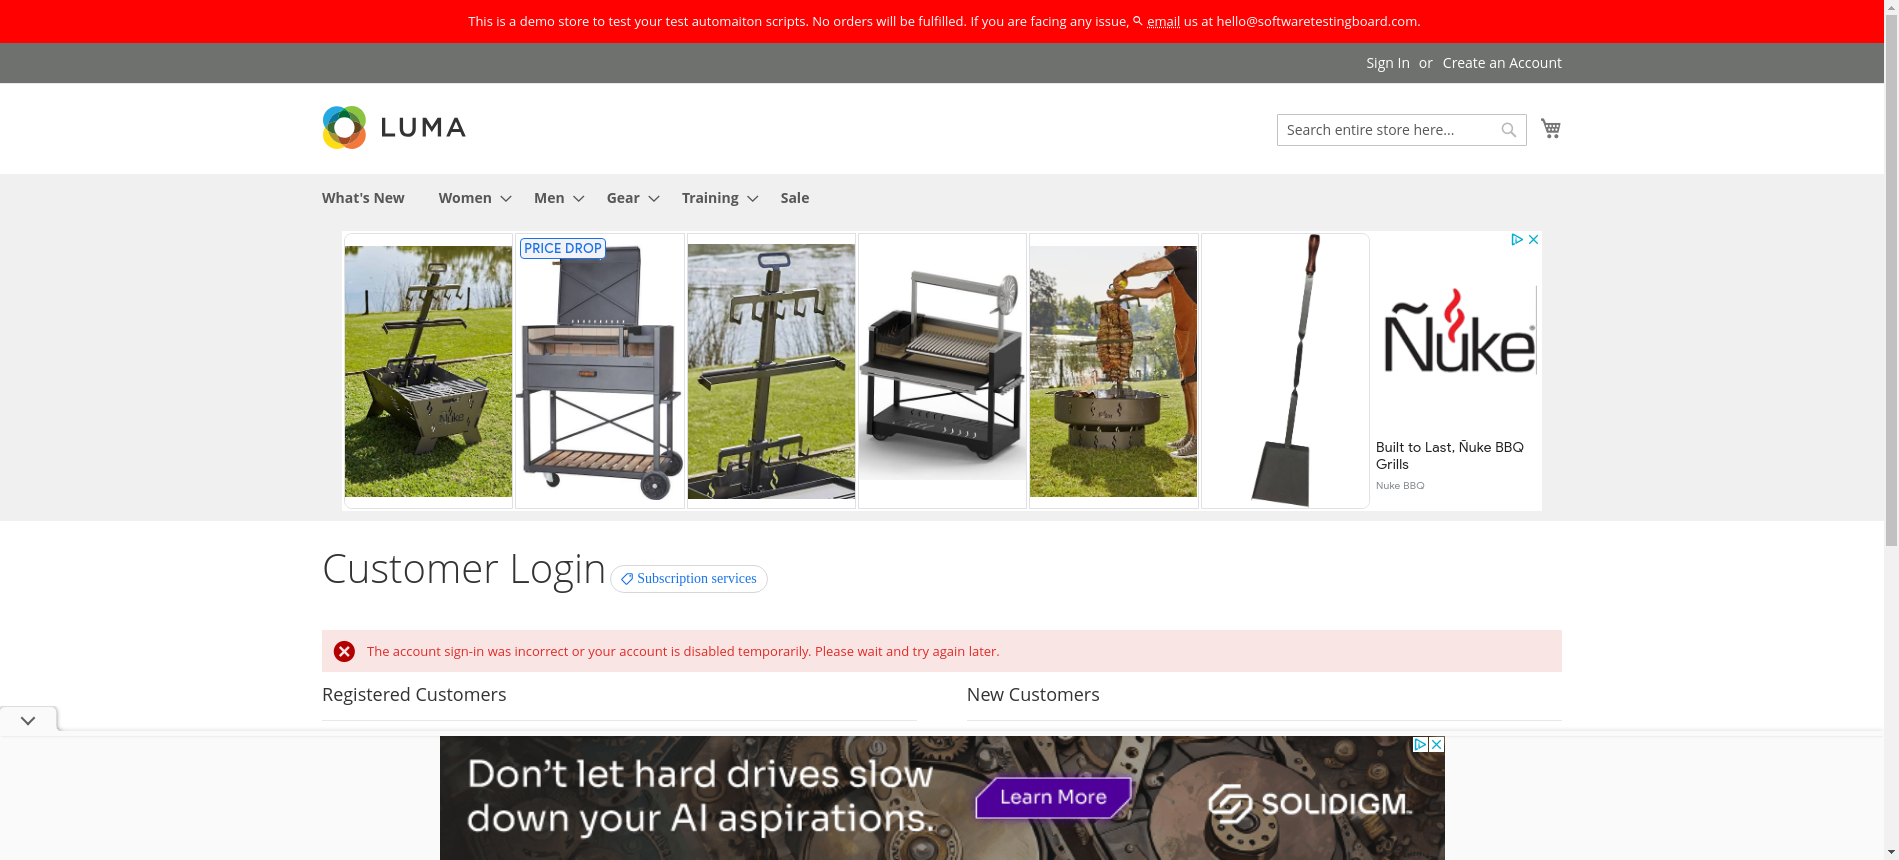 This is a demo store to test your test automaiton scripts. No orders will be fulfilled. If you are facing any issue, email us at hello@softwaretestingboard.com.
Sign In or Create an Account
LUMA
Search entire store here...
What's New Women Men Gear Training Sale
PRICE DROP
Ñuke
Ñuke
Built to Last, Ñuke BBQ
Grills
Nuke BBQ
Customer Login
Subscription services
The account sign-in was incorrect or your account is disabled temporarily. Please wait and try again later.
Registered Customers
New Customers
Don't let hard drives slow
down your AI aspirations.
Learn More
SOLIDIGM